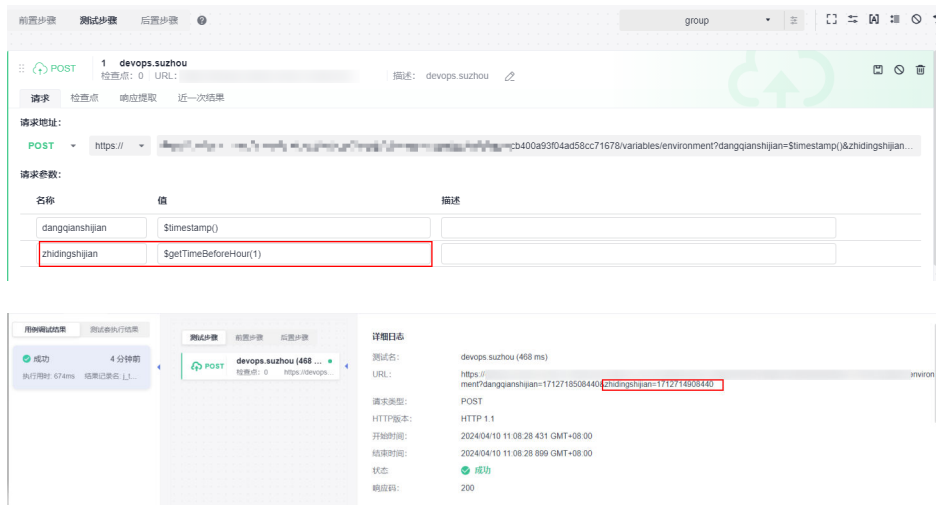 前置步骤 测试步骤 后置步骤 group
POST 1 devops.suzhou
检查点: 0 URL: 描述: devops.suzhou
请求 检查点 响应提取 近一次结果
请求地址:
POST https:// cb400a93f04ad58cc71678/variables/environment?dangqianshijian=$timestamp()&zhidingshijian...
请求参数:
名称 值 描述
dangqianshijian $timestamp()
zhidingshijian $getTimeBeforeHour(1)
用例调试结果 测试套执行结果
成功 4 分钟前
执行用时: 674ms 结果记录名: j_t...
测试步骤 前置步骤 后置步骤
POST devops.suzhou (468 ...
检查点: 0 https://devops...
详细日志
测试名: devops.suzhou (468 ms)
URL: https:// environ
ment?dangqianshijian=1712718508440&zhidingshijian=1712714908440
请求类型: POST
HTTP版本: HTTP 1.1
开始时间: 2024/04/10 11:08:28 431 GMT+08:00
结束时间: 2024/04/10 11:08:28 899 GMT+08:00
状态 成功
响应码: 200